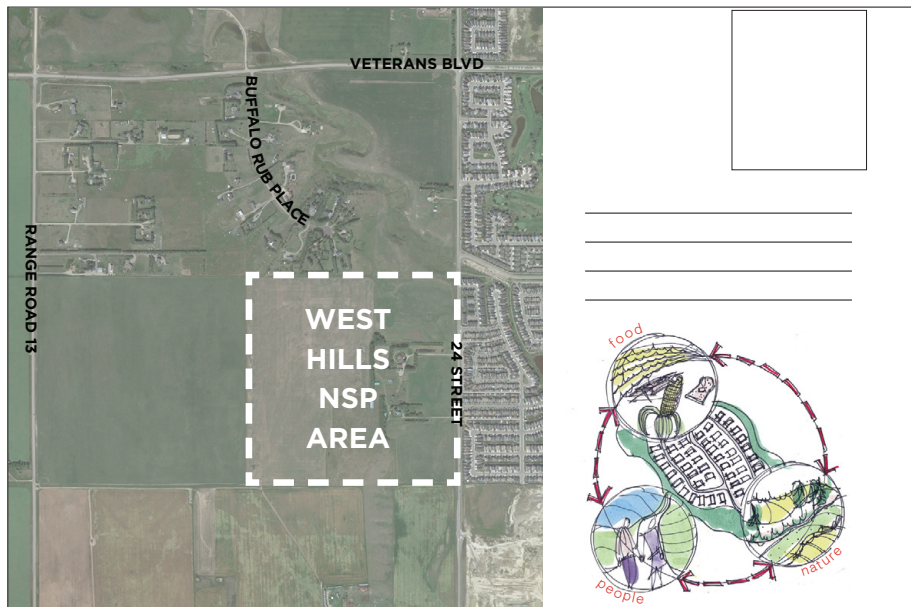 VETERANS BLVD
BUFFALO RUB PLACE
RANGE ROAD 13
WEST
HILLS
NSP
AREA
24 STREET
food
people
nature